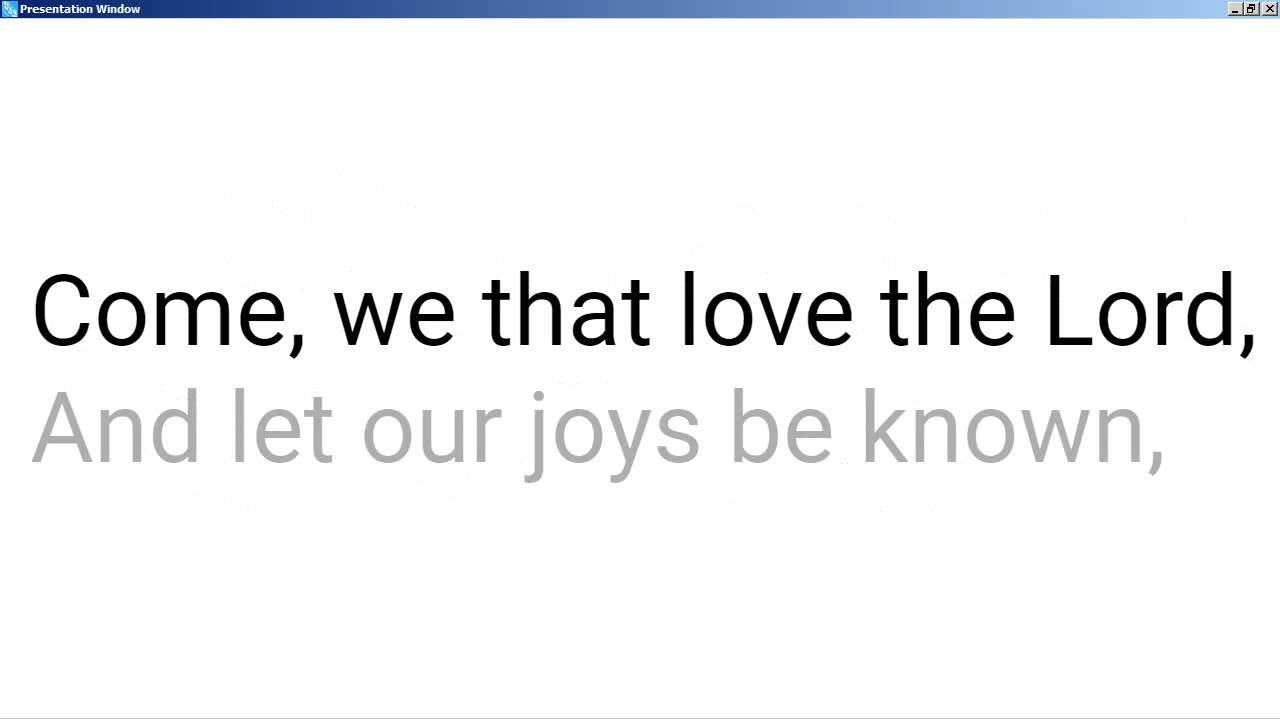 Presentation Window
Come, we that love the Lord,
And let our joys be known,